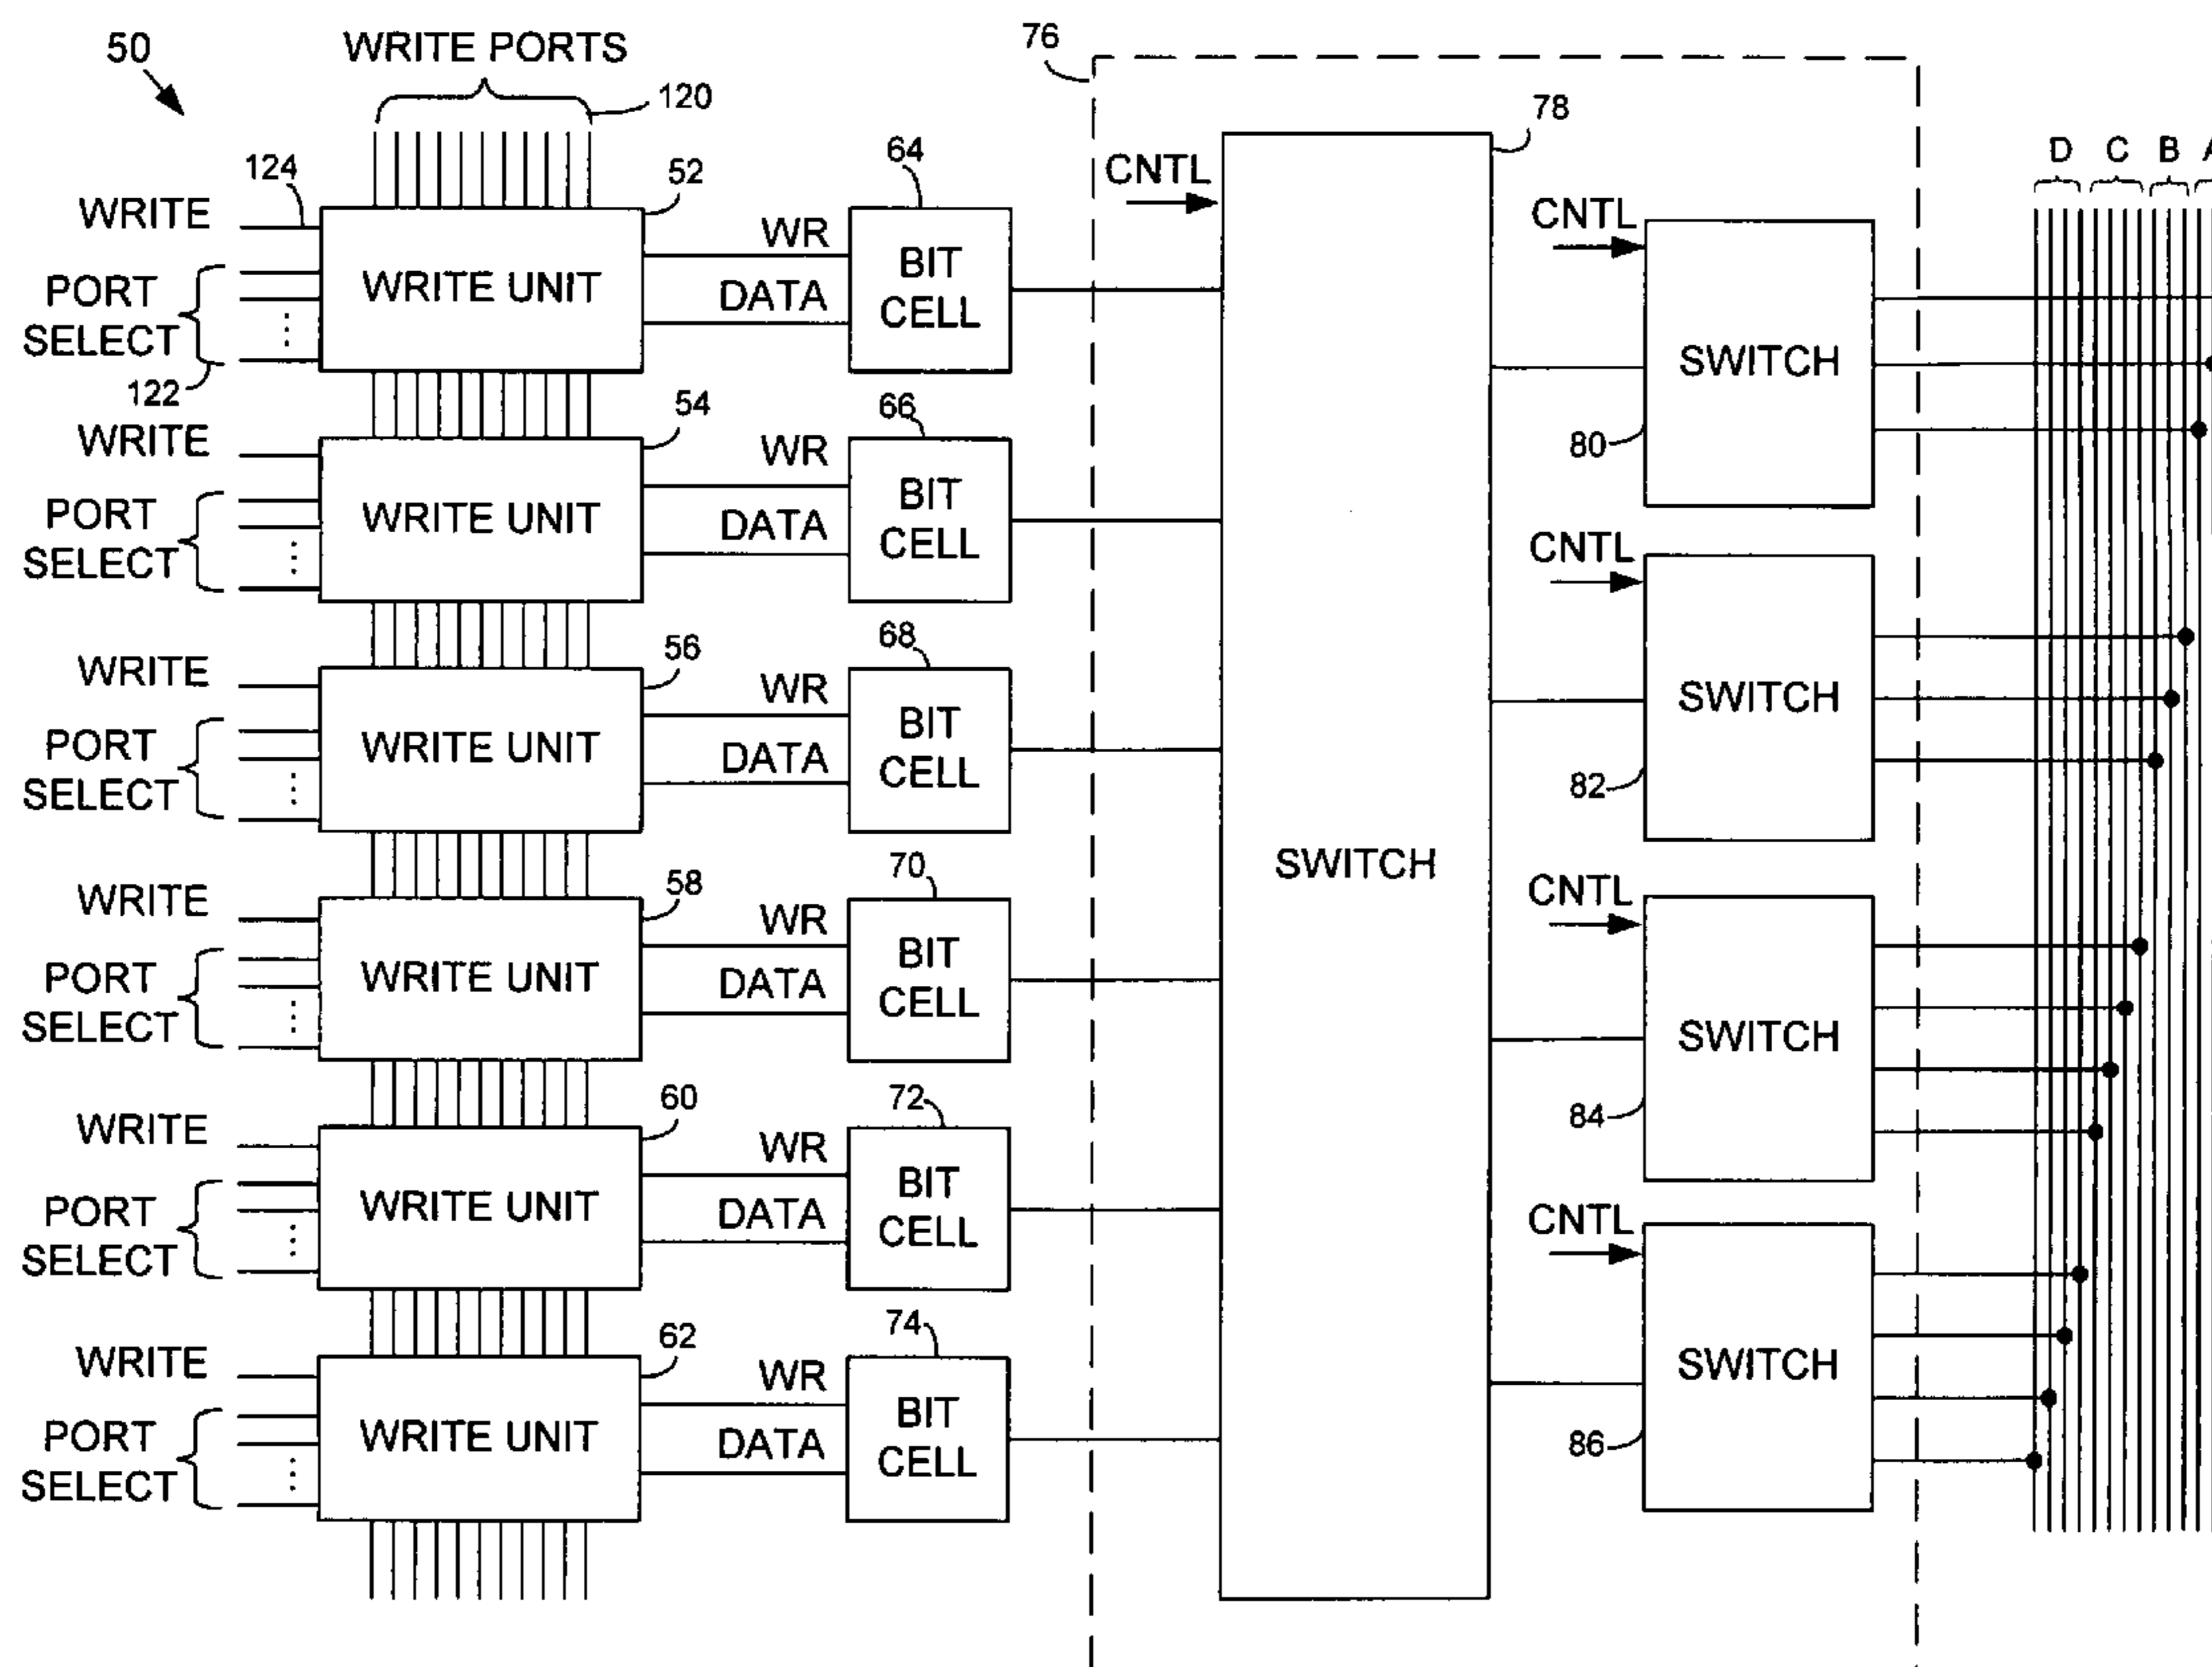 50
WRITE PORTS
120
76
78
D C B A
124
WRITE
PORT
SELECT
122
WRITE UNIT
52
WR
DATA
64
BIT
CELL
CNTL
CNTL
SWITCH
80
WRITE
PORT
SELECT
WRITE UNIT
54
WR
DATA
66
BIT
CELL
CNTL
SWITCH
82
WRITE
PORT
SELECT
WRITE UNIT
56
WR
DATA
68
BIT
CELL
SWITCH
WRITE
PORT
SELECT
WRITE UNIT
58
WR
DATA
70
BIT
CELL
CNTL
SWITCH
84
WRITE
PORT
SELECT
WRITE UNIT
60
WR
DATA
72
BIT
CELL
CNTL
SWITCH
86
WRITE
PORT
SELECT
WRITE UNIT
62
WR
DATA
74
BIT
CELL